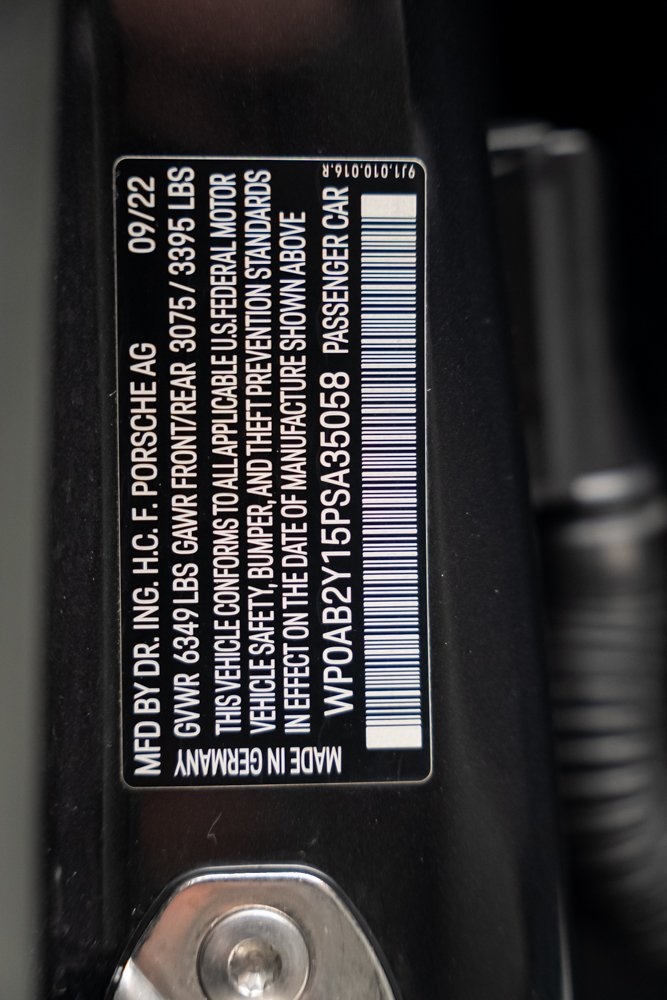 MFD BY DR. ING. H.C. F. PORSCHE AG 09/22
GVWR 6349 LBS GAWR FRONT/REAR 3075 / 3395 LBS
THIS VEHICLE CONFORMS TO ALL APPLICABLE U.S. FEDERAL MOTOR
VEHICLE SAFETY, BUMPER, AND THEFT PREVENTION STANDARDS
IN EFFECT ON THE DATE OF MANUFACTURE SHOWN ABOVE
WP0AB2Y15PSA35058 PASSENGER CAR
MADE IN GERMANY
9J1.010.016.R